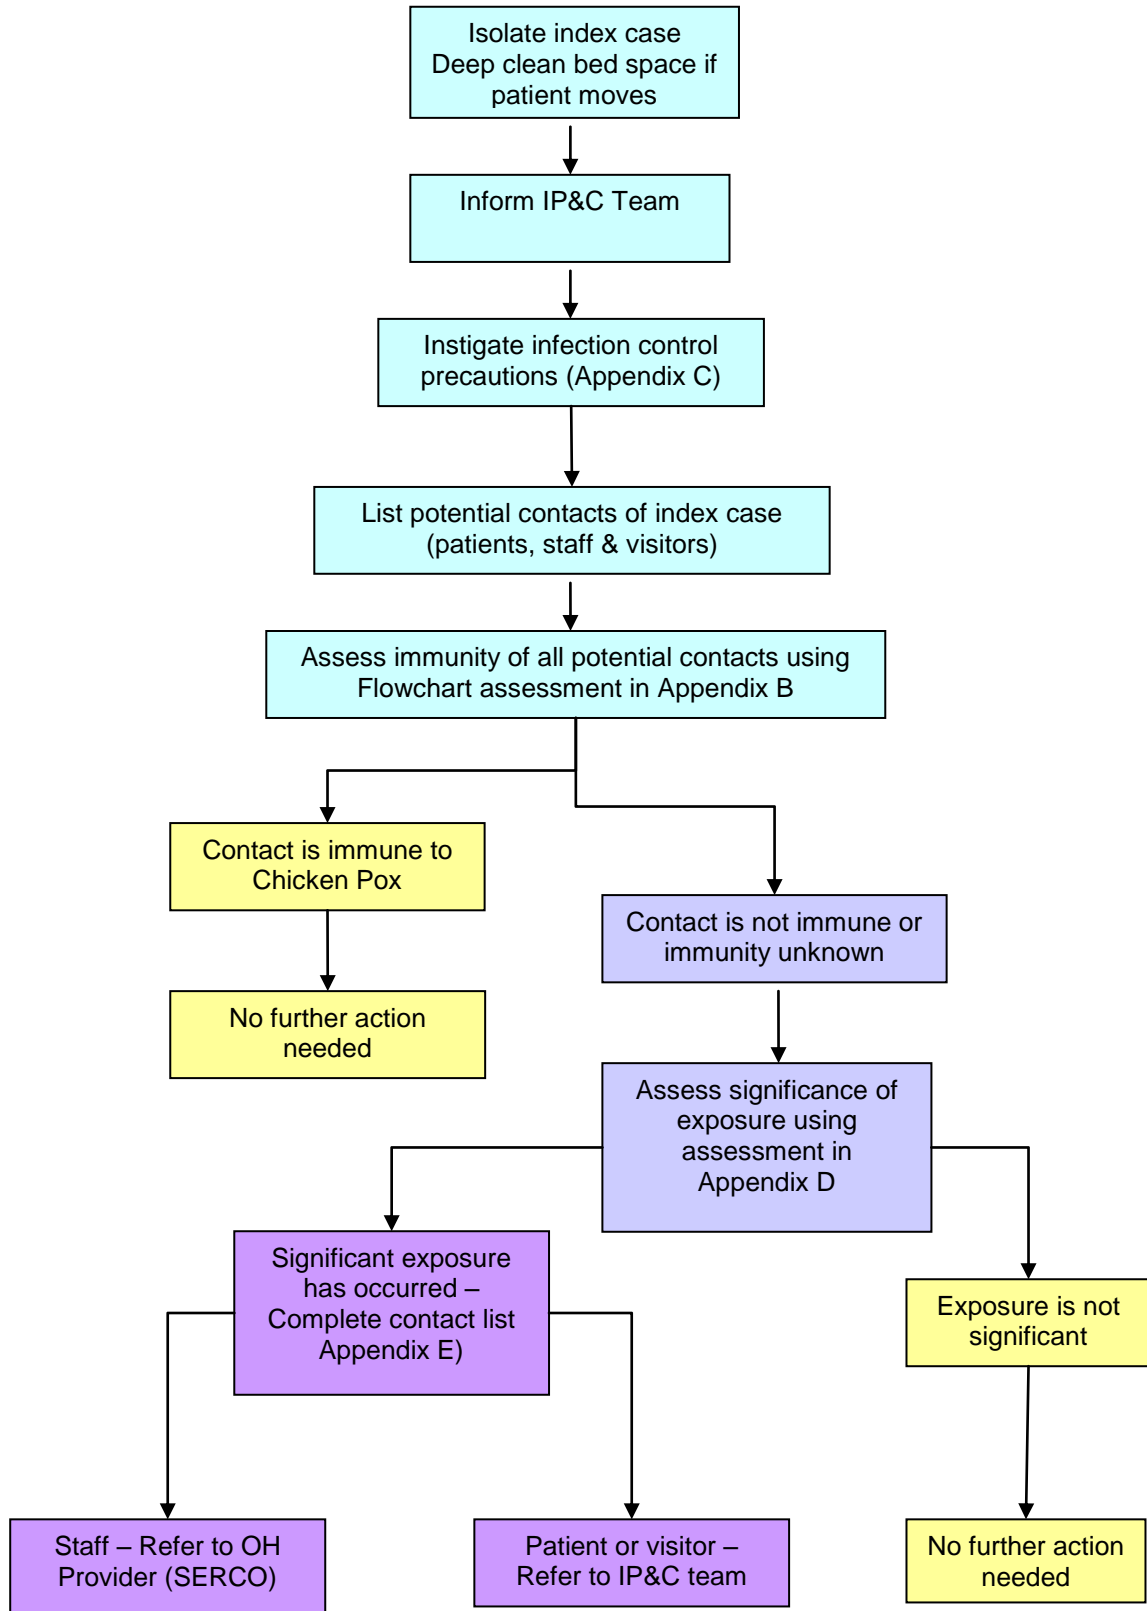 Isolate index case
Deep clean bed space if
patient moves
Inform IP&C Team
Instigate infection control
precautions (Appendix C)
List potential contacts of index case
(patients, staff & visitors)
Assess immunity of all potential contacts using
Flowchart assessment in Appendix B
Contact is immune to
Chicken Pox
Contact is not immune or
immunity unknown
No further action
needed
Assess significance of
exposure using
assessment in
Appendix D
Significant exposure
has occurred –
Complete contact list
Appendix E)
Exposure is not
significant
Staff – Refer to OH
Provider (SERCO)
Patient or visitor –
Refer to IP&C team
No further action
needed